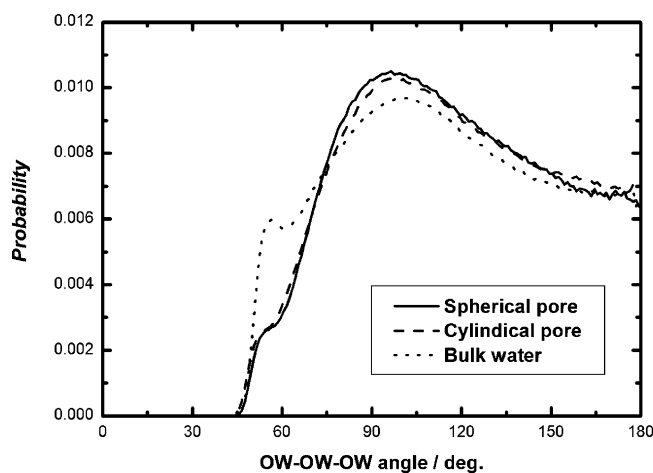 0.012
0.010
0.008
0.006
0.004
0.002
0.000
Probability
Spherical pore
Cylindical pore
Bulk water
0 30 60 90 120 150 180
OW-OW-OW angle / deg.